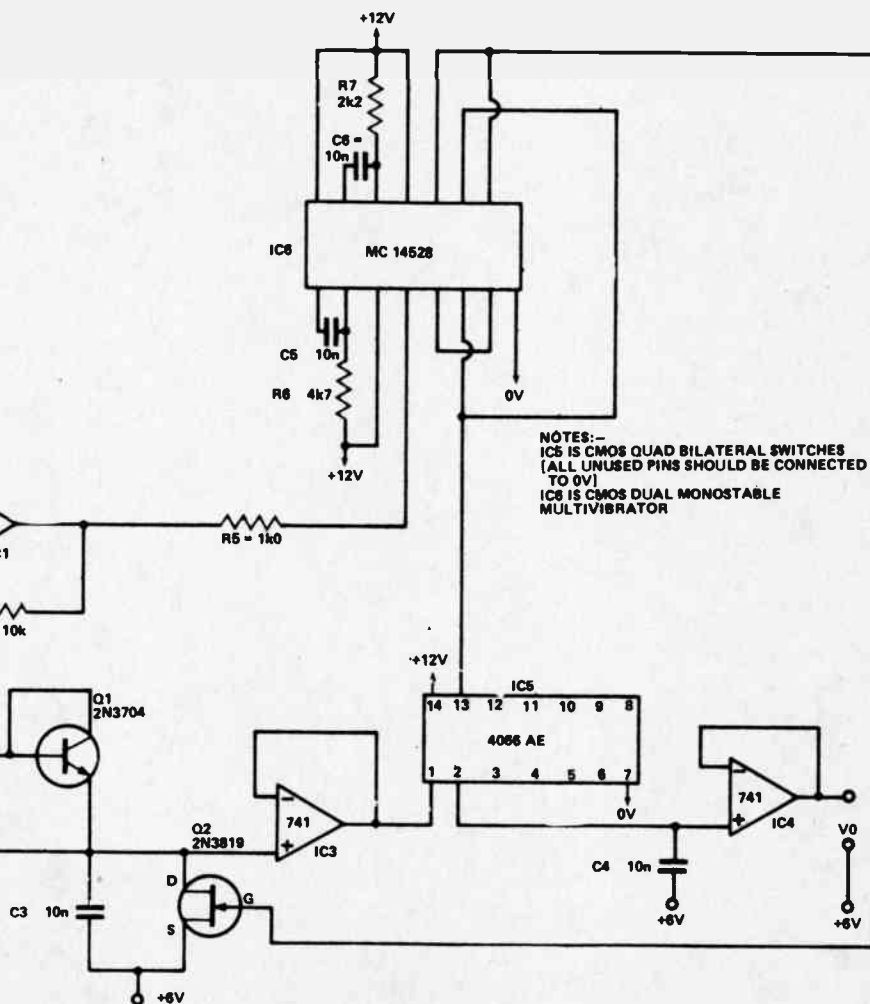 +12V
R7
2k2
C6 =
10n
IC6
MC 14528
C5 10n
R6 4k7
0V
+12V
NOTES:–
IC5 IS CMOS QUAD BILATERAL SWITCHES
[ALL UNUSED PINS SHOULD BE CONNECTED
TO 0V]
IC6 IS CMOS DUAL MONOSTABLE
MULTIVIBRATOR
R5 = 1k0
10k
+12V
IC5
14 13 12 11 10 9 8
4066 AE
1 2 3 4 5 6 7
0V
Q1
2N3704
Q2
2N3819
–
741
+
IC3
–
741
+
IC4
V0
C4 10n
+6V
+6V
C3 10n
D
G
S
+6V